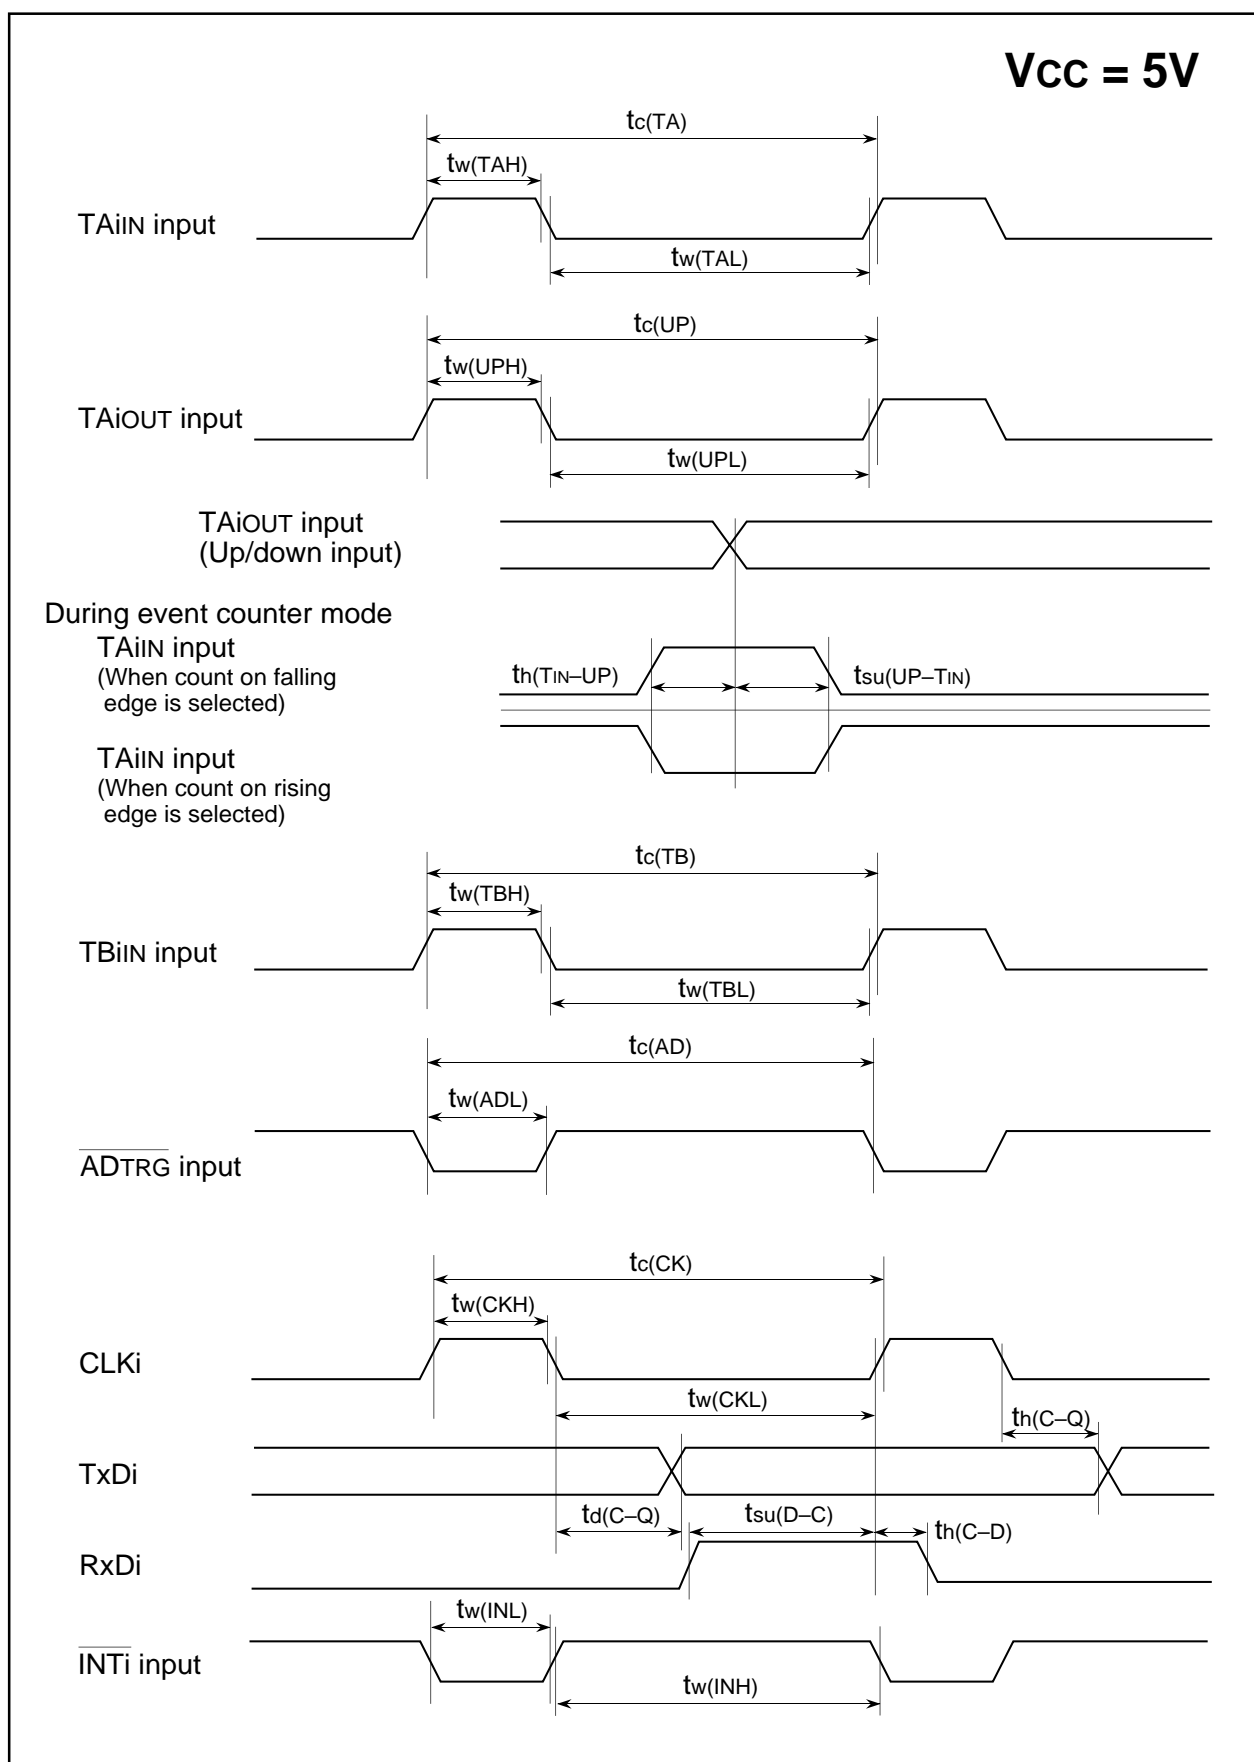 VCC = 5V
tc(TA)
tw(TAH)
TAiIN input
tw(TAL)
tc(UP)
tw(UPH)
TAiOUT input
tw(UPL)
TAiOUT input
(Up/down input)
During event counter mode
TAiIN input
(When count on falling
edge is selected)
th(TIN–UP)
tsu(UP–TIN)
TAiIN input
(When count on rising
edge is selected)
tc(TB)
tw(TBH)
TBiIN input
tw(TBL)
tc(AD)
tw(ADL)
ADTRG input
tc(CK)
tw(CKH)
CLKi
tw(CKL)
th(C–Q)
TxDi
td(C–Q)
tsu(D–C)
th(C–D)
RxDi
tw(INL)
INTi input
tw(INH)